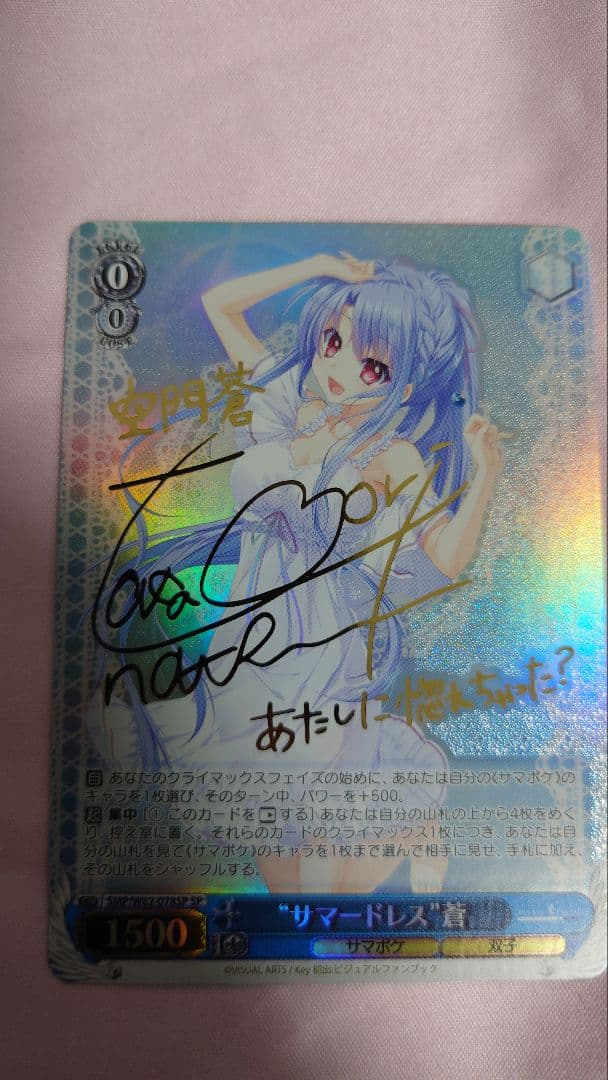 LEVEL
0
0
COST
空門蒼
あたしに惚れちゃった?
自 あなたのクライマックスフェイズの始めに、あなたは自分の《サマポケ》の
キャラを1枚選び、そのターン中、パワーを+500。
起 集中 [① このカードを する] あなたは自分の山札の上から4枚をめく
り、控え室に置く。それらのカードのクライマックス1枚につき、あなたは自
分の山札を見て《サマポケ》のキャラを1枚まで選んで相手に見せ、手札に加え、
その山札をシャッフルする。
SMP/W82-078SP SP
1500
“サマードレス”蒼
サマポケ 双子
©VISUAL ARTS / Key 初出:ビジュアルファンブック